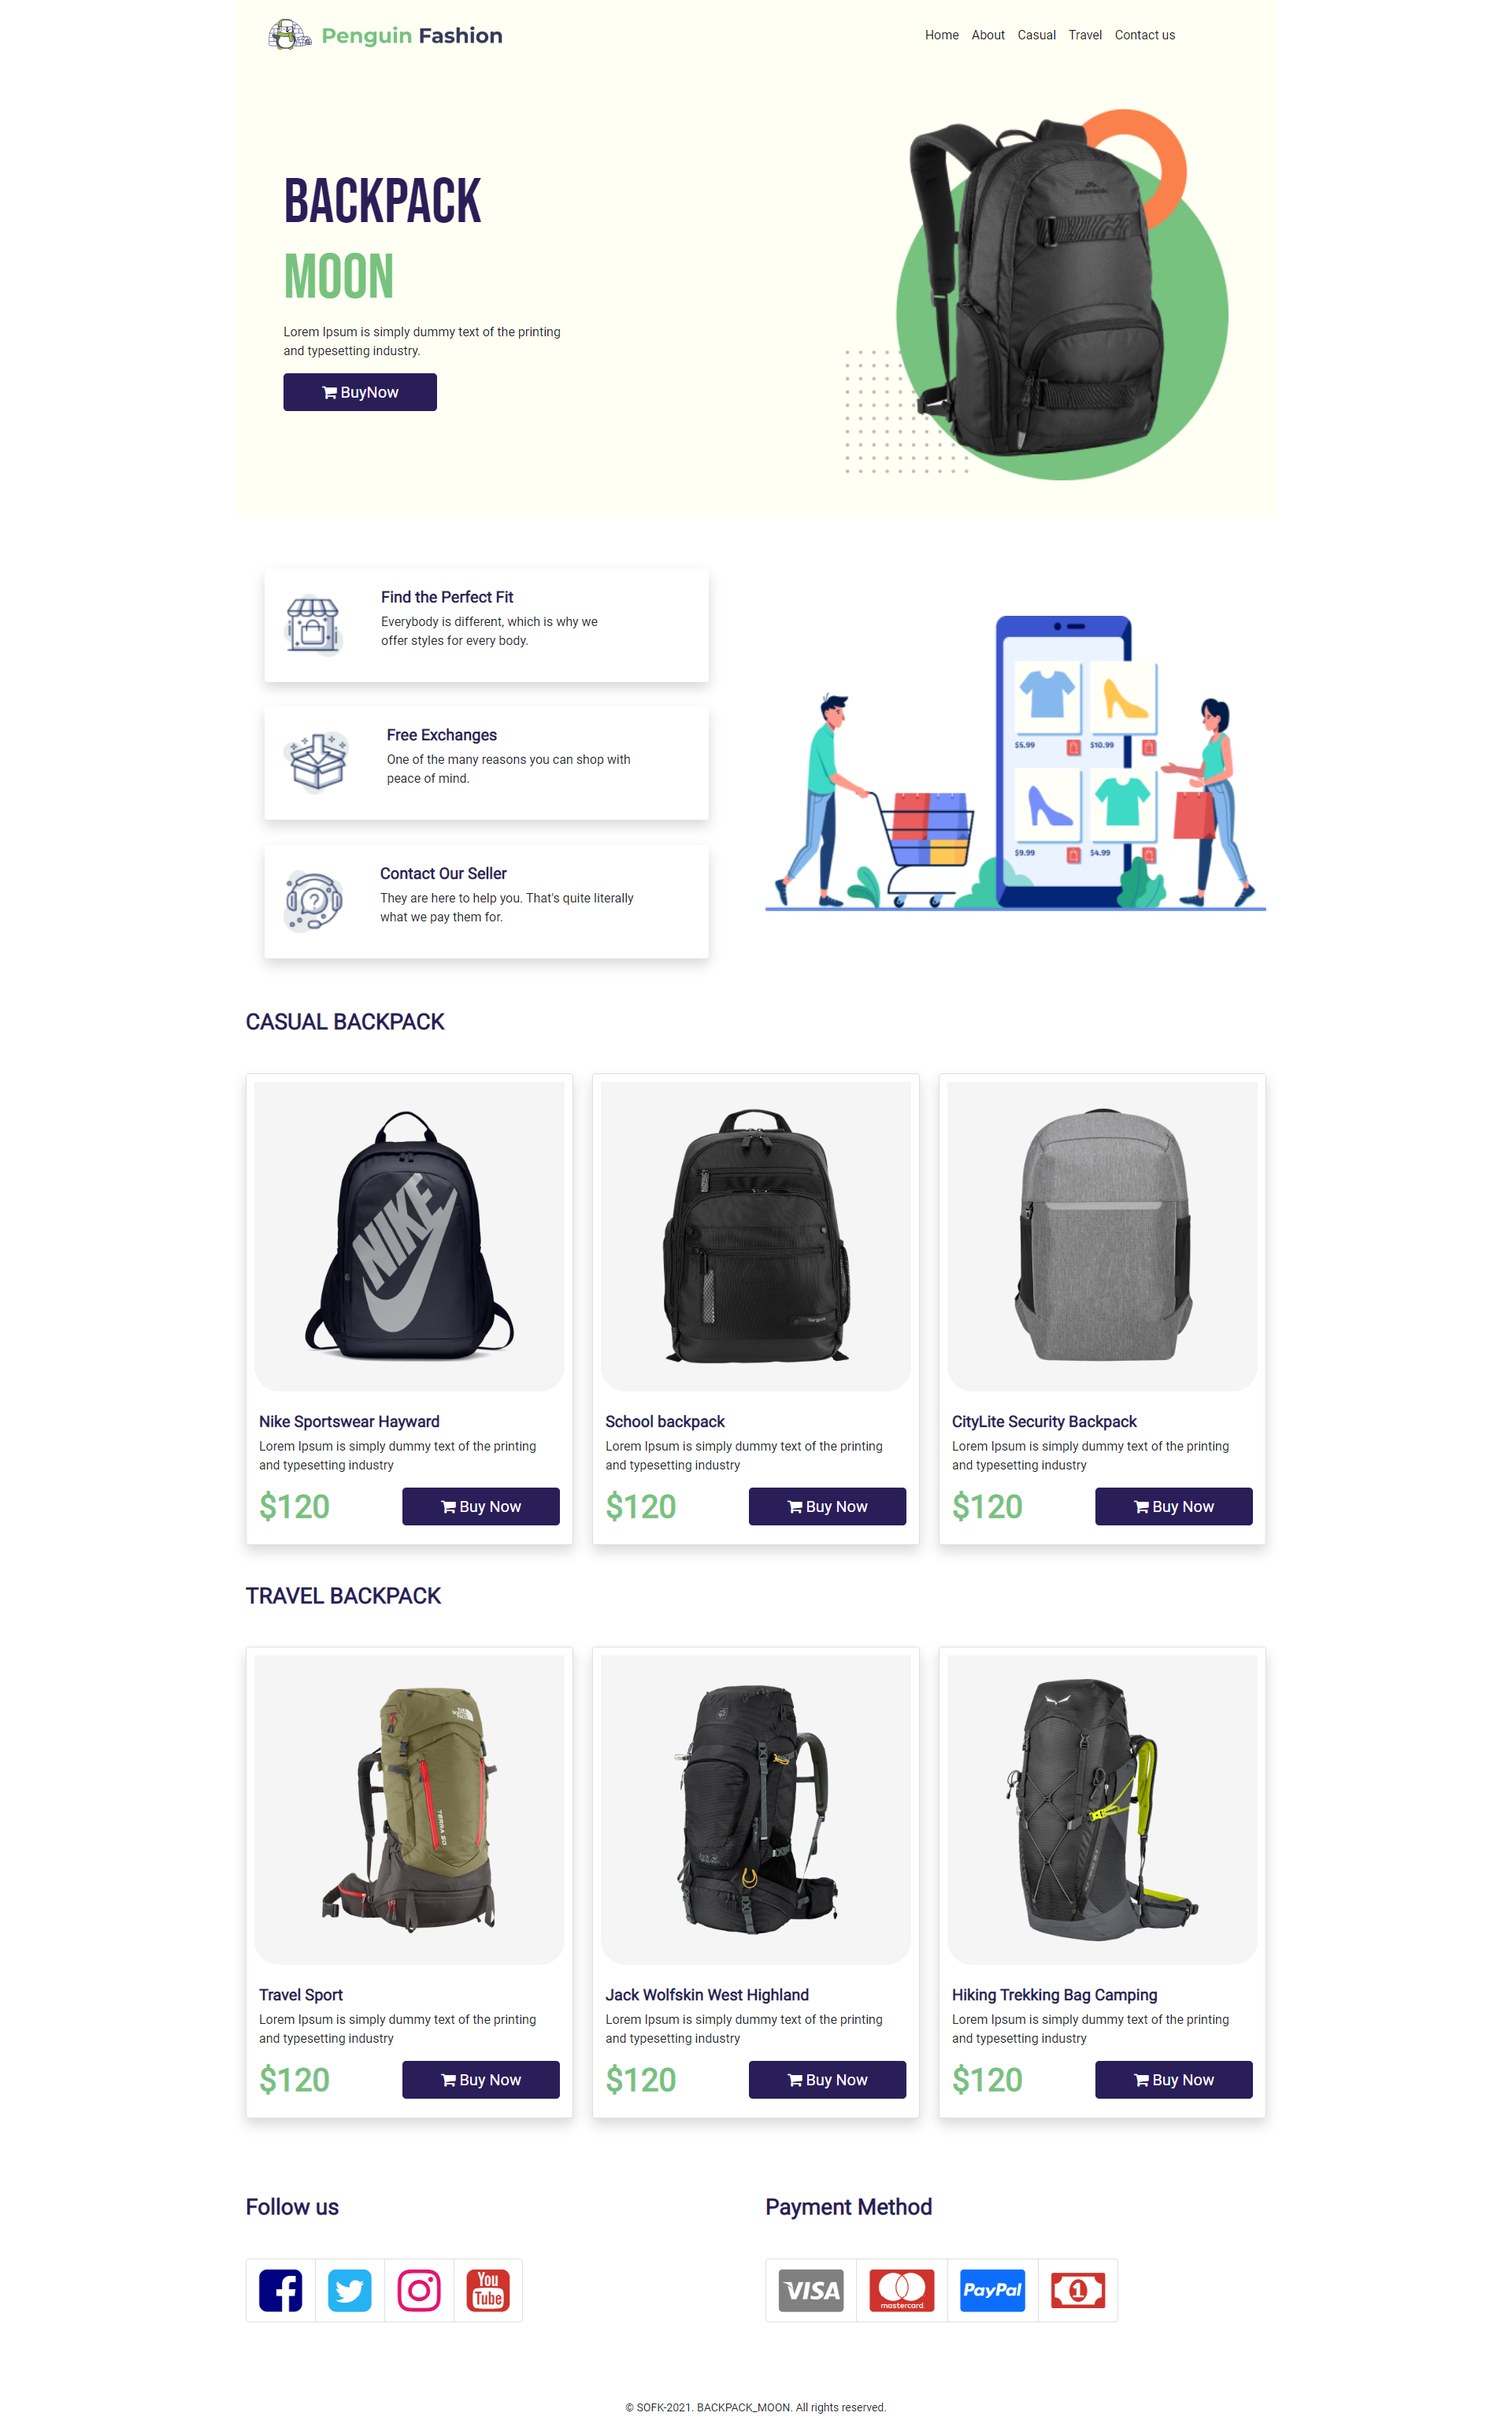 Penguin Fashion
Home About Casual Travel Contact us
BACKPACK
MOON
Lorem Ipsum is simply dummy text of the printing
and typesetting industry.
BuyNow
Find the Perfect Fit
Everybody is different, which is why we
offer styles for every body.
Free Exchanges
One of the many reasons you can shop with
peace of mind.
Contact Our Seller
They are here to help you. That's quite literally
what we pay them for.
$5.99 $10.99
$9.99 $4.99
CASUAL BACKPACK
NIKE
Targus
Nike Sportswear Hayward
Lorem Ipsum is simply dummy text of the printing
and typesetting industry
$120 Buy Now
School backpack
Lorem Ipsum is simply dummy text of the printing
and typesetting industry
$120 Buy Now
CityLite Security Backpack
Lorem Ipsum is simply dummy text of the printing
and typesetting industry
$120 Buy Now
TRAVEL BACKPACK
TERRA 50
Travel Sport
Lorem Ipsum is simply dummy text of the printing
and typesetting industry
$120 Buy Now
Jack Wolfskin West Highland
Lorem Ipsum is simply dummy text of the printing
and typesetting industry
$120 Buy Now
Hiking Trekking Bag Camping
Lorem Ipsum is simply dummy text of the printing
and typesetting industry
$120 Buy Now
Follow us
You
Tube
Payment Method
VISA
mastercard
PayPal
1
© SOFK-2021. BACKPACK_MOON. All rights reserved.